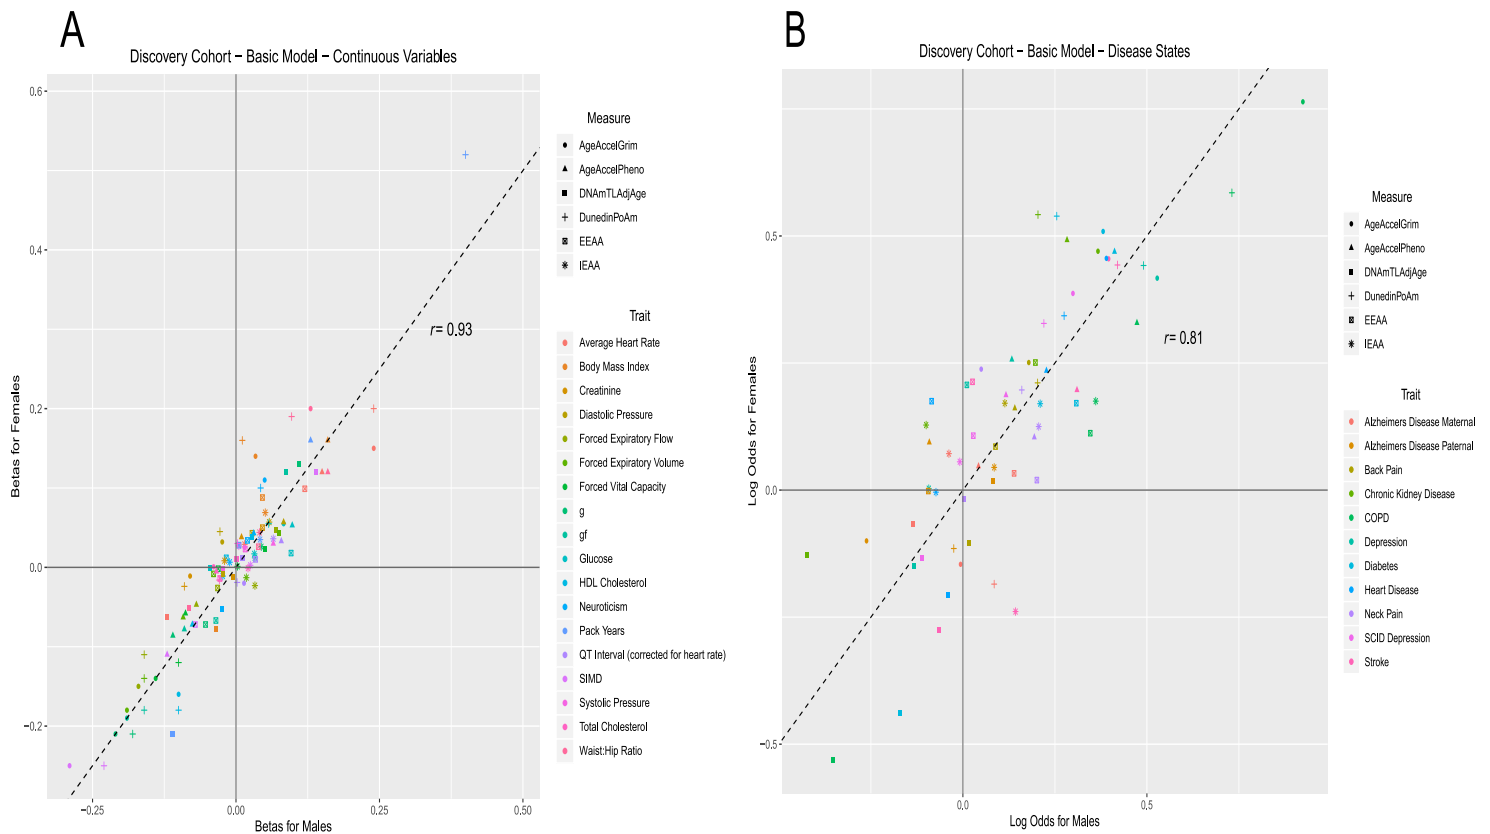 A
Discovery Cohort − Basic Model − Continuous Variables
0.6
0.4
0.2
0.0
−0.2
Betas for Females
−0.25
0.00
0.25
0.50
Betas for Males
r= 0.93
Measure
AgeAccelGrim
AgeAccelPheno
DNAmTLAdjAge
DunedinPoAm
EEAA
IEAA
Trait
Average Heart Rate
Body Mass Index
Creatinine
Diastolic Pressure
Forced Expiratory Flow
Forced Expiratory Volume
Forced Vital Capacity
g
gf
Glucose
HDL Cholesterol
Neuroticism
Pack Years
QT Interval (corrected for heart rate)
SIMD
Systolic Pressure
Total Cholesterol
Waist:Hip Ratio
B
Discovery Cohort − Basic Model − Disease States
0.5
0.0
−0.5
Log Odds for Females
0.0
0.5
Log Odds for Males
r= 0.81
Measure
AgeAccelGrim
AgeAccelPheno
DNAmTLAdjAge
DunedinPoAm
EEAA
IEAA
Trait
Alzheimers Disease Maternal
Alzheimers Disease Paternal
Back Pain
Chronic Kidney Disease
COPD
Depression
Diabetes
Heart Disease
Neck Pain
SCID Depression
Stroke